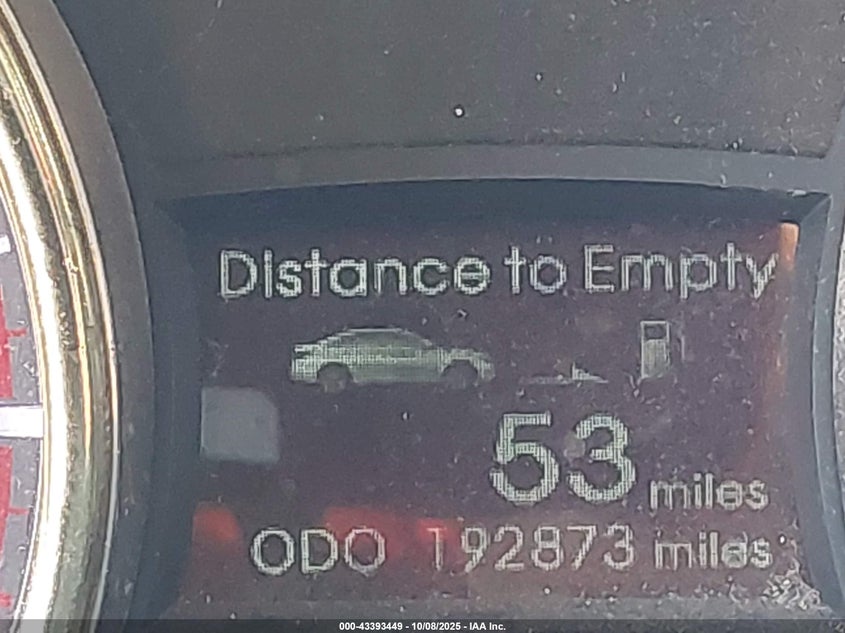 Distance to Empty
53 miles
ODO 192873 miles
000-43393449 - 10/08/2025 - IAA Inc.